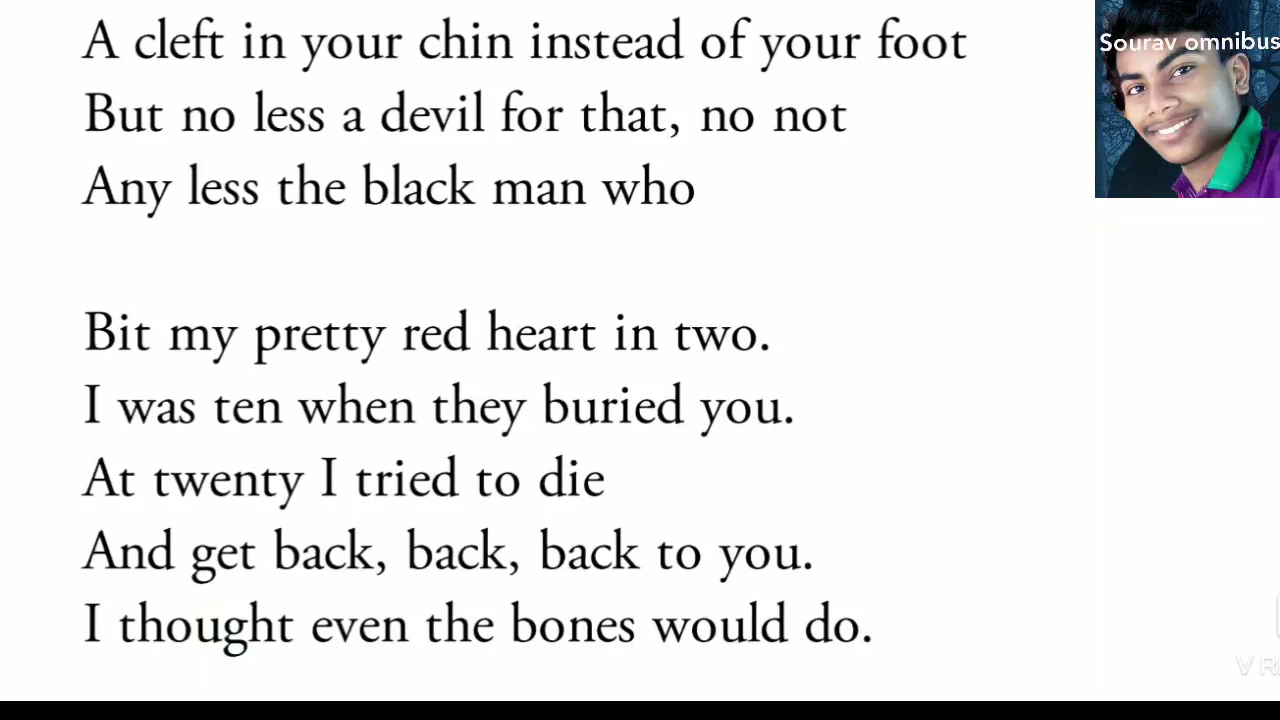 A cleft in your chin instead of your foot
Sourav omnibus
But no less a devil for that, no not
Any less the black man who
Bit my pretty red heart in two.
I was ten when they buried you.
At twenty I tried to die
And get back, back, back to you.
I thought even the bones would do.